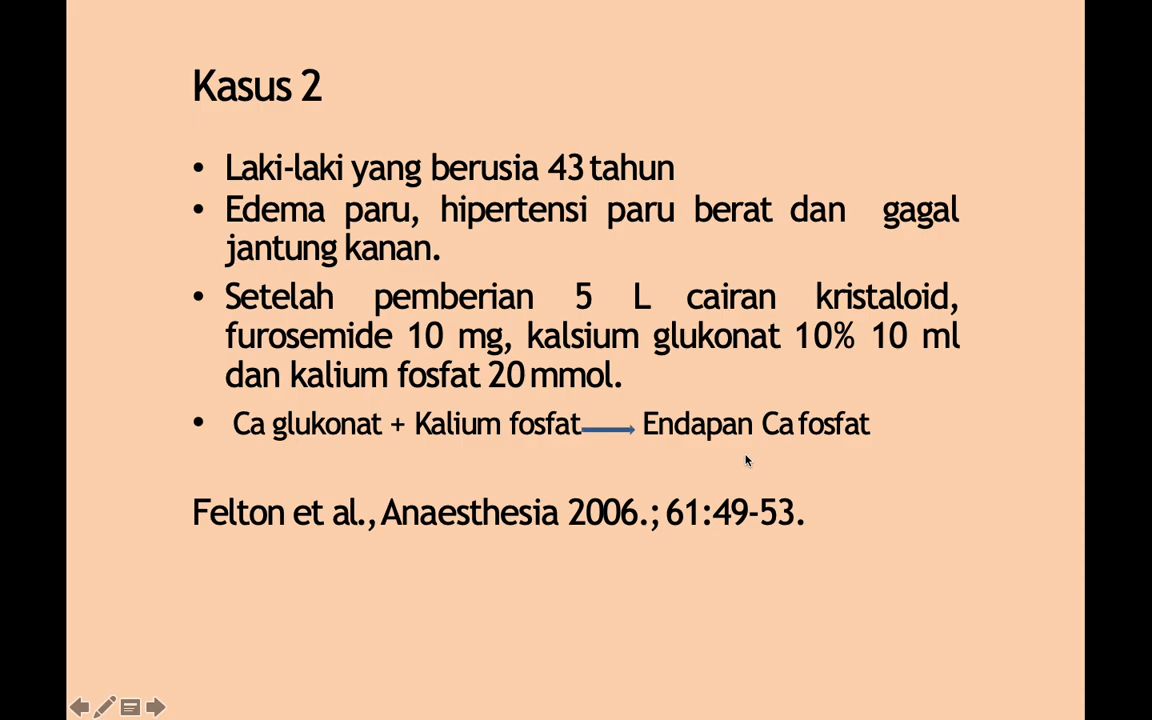 Kasus 2
• Laki-laki yang berusia 43 tahun
• Edema paru, hipertensi paru berat dan gagal
jantung kanan.
• Setelah pemberian 5 L cairan kristaloid,
furosemide 10 mg, kalsium glukonat 10% 10 ml
dan kalium fosfat 20 mmol.
• Ca glukonat + Kalium fosfat → Endapan Ca fosfat
Felton et al., Anaesthesia 2006.; 61:49-53.